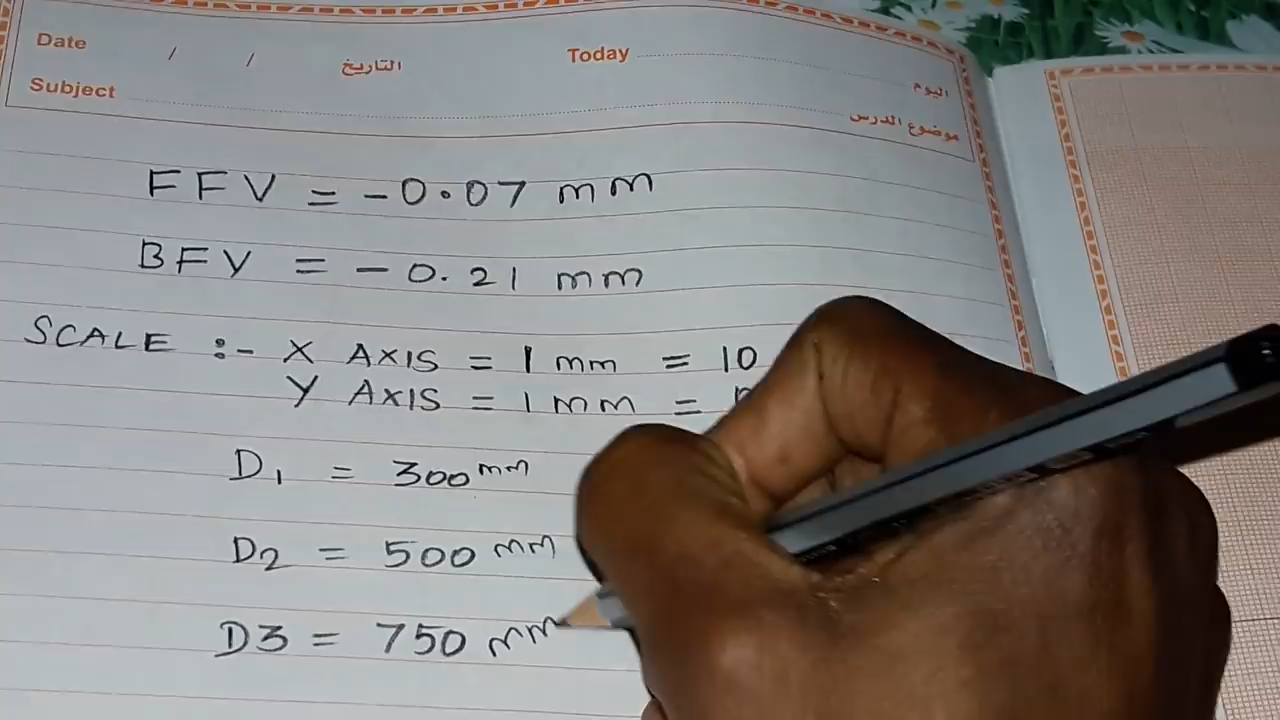 Date / / التاريخ Today اليوم
Subject موضوع الدرس
FFV = -0.07 mm
BFV = -0.21 mm
SCALE :- X AXIS = 1 mm = 10
Y AXIS = 1 mm =
D1 = 300 mm
D2 = 500 mm
D3 = 750 mm